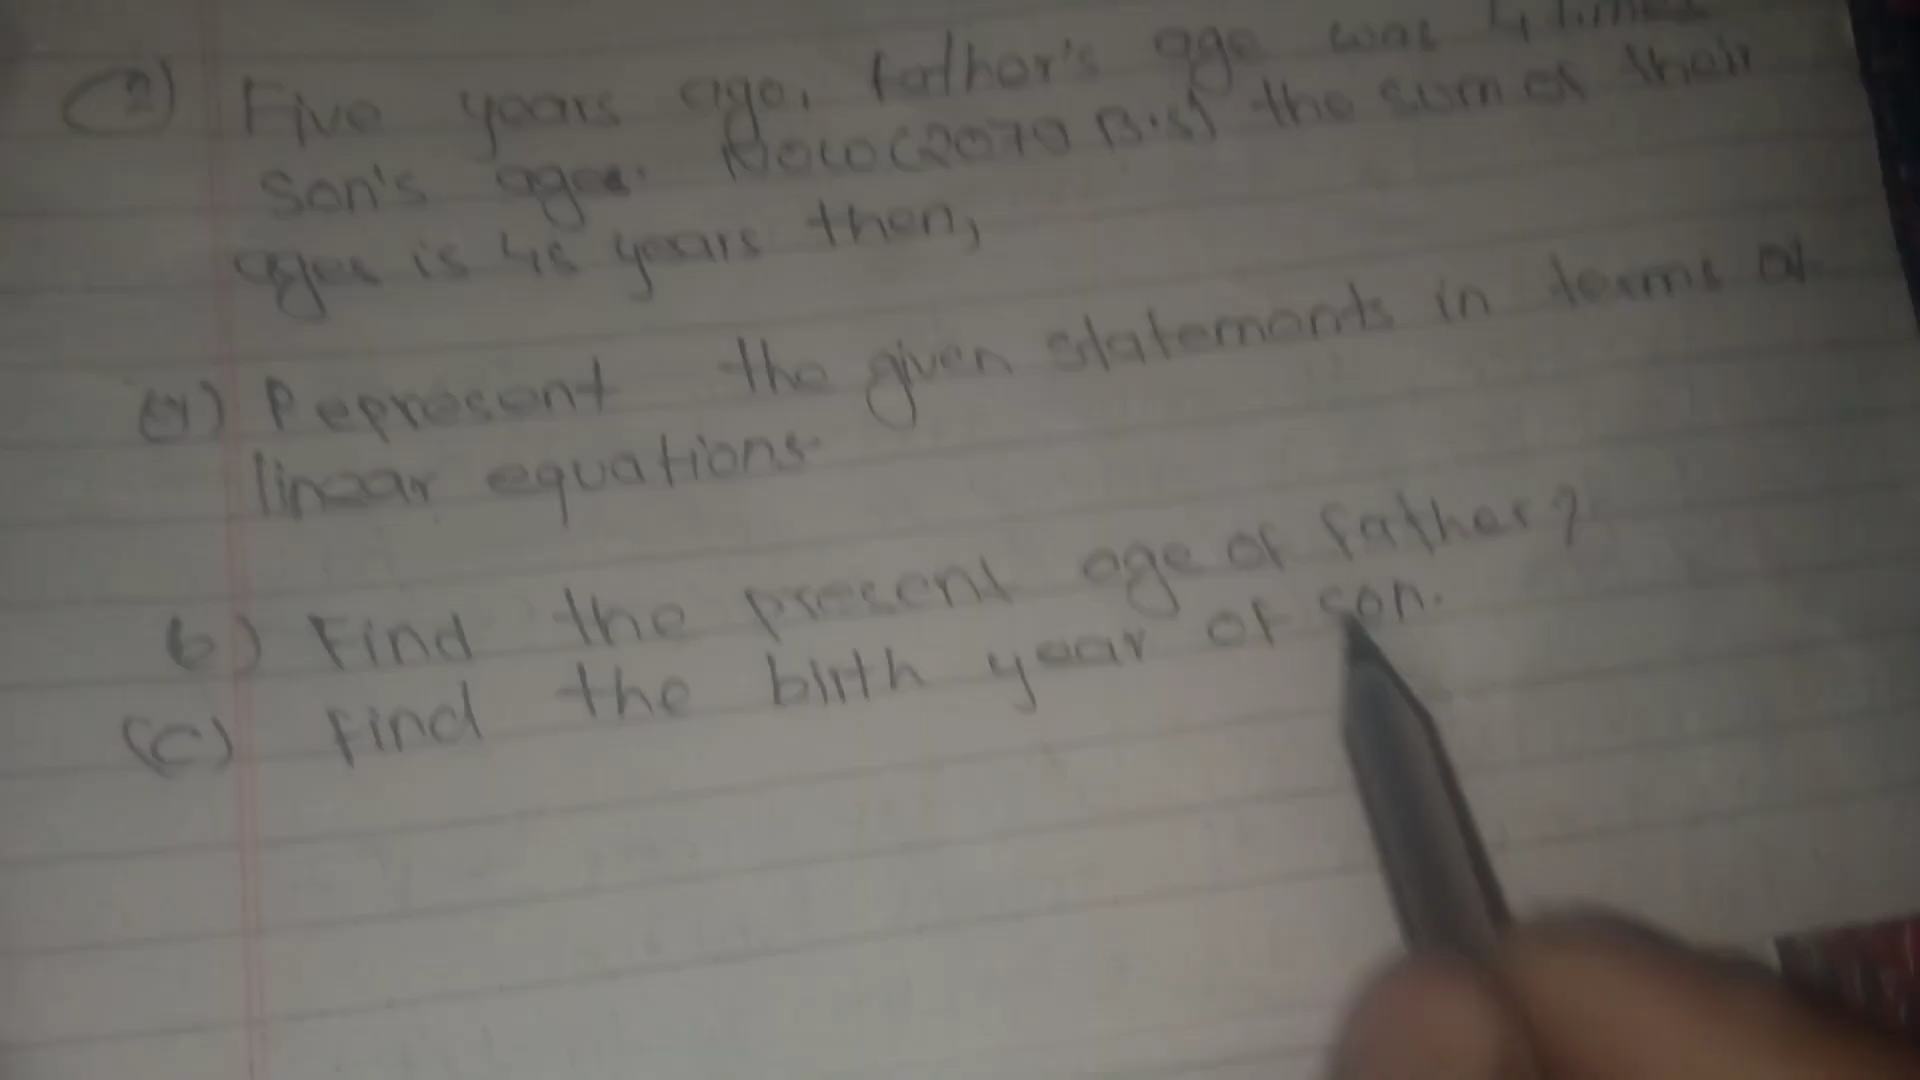 2) Five years ago, father's age was 4 times
son's age. Now (2079 B.S) the sum of their
ages is 45 years then,
(a) Represent the given statements in terms of
linear equations.
b) Find the present age of father?
(c) Find the birth year of son.